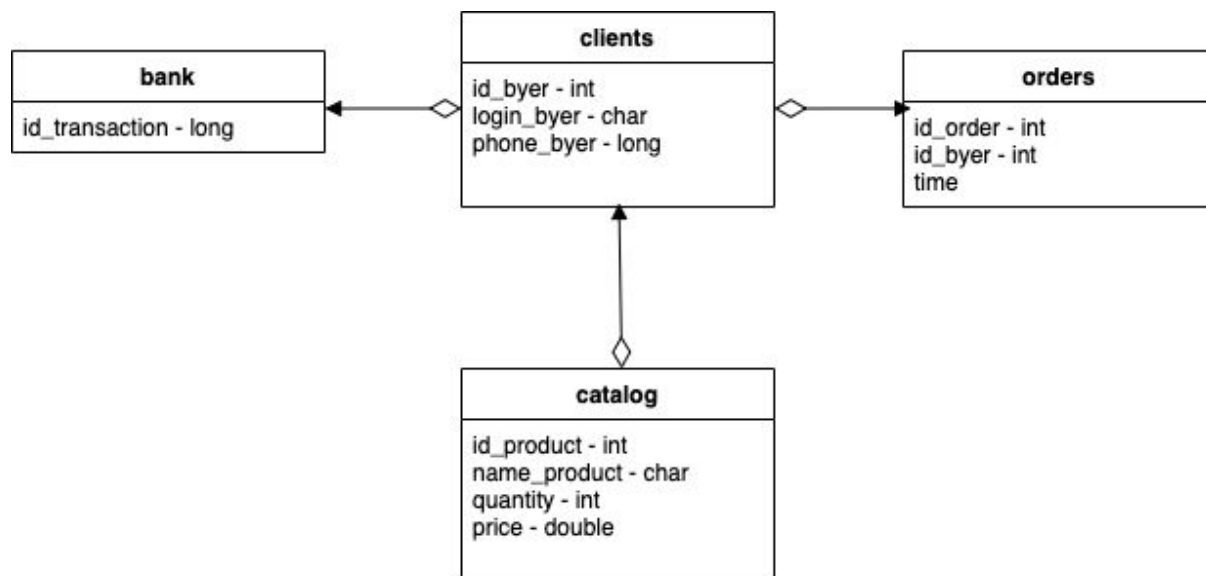 clients
id_byer - int
login_byer - char
phone_byer - long
bank
id_transaction - long
orders
id_order - int
id_byer - int
time
catalog
id_product - int
name_product - char
quantity - int
price - double